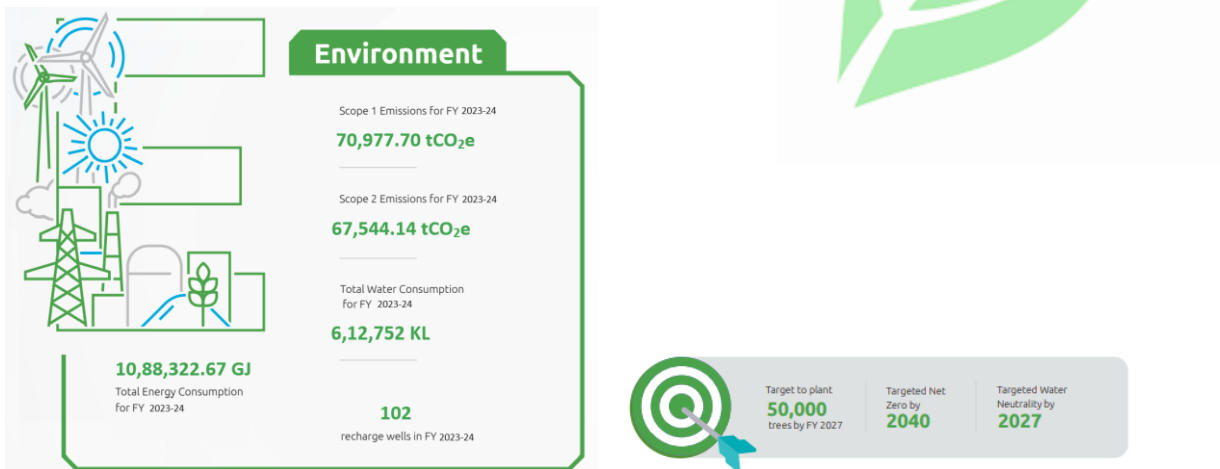 Environment
Scope 1 Emissions for FY 2023-24
70,977.70 tCO₂e
Scope 2 Emissions for FY 2023-24
67,544.14 tCO₂e
Total Water Consumption
for FY 2023-24
6,12,752 KL
10,88,322.67 GJ
Total Energy Consumption
for FY 2023-24
102
recharge wells in FY 2023-24
Target to plant
50,000
trees by FY 2027
Targeted Net
Zero by
2040
Targeted Water
Neutrality by
2027